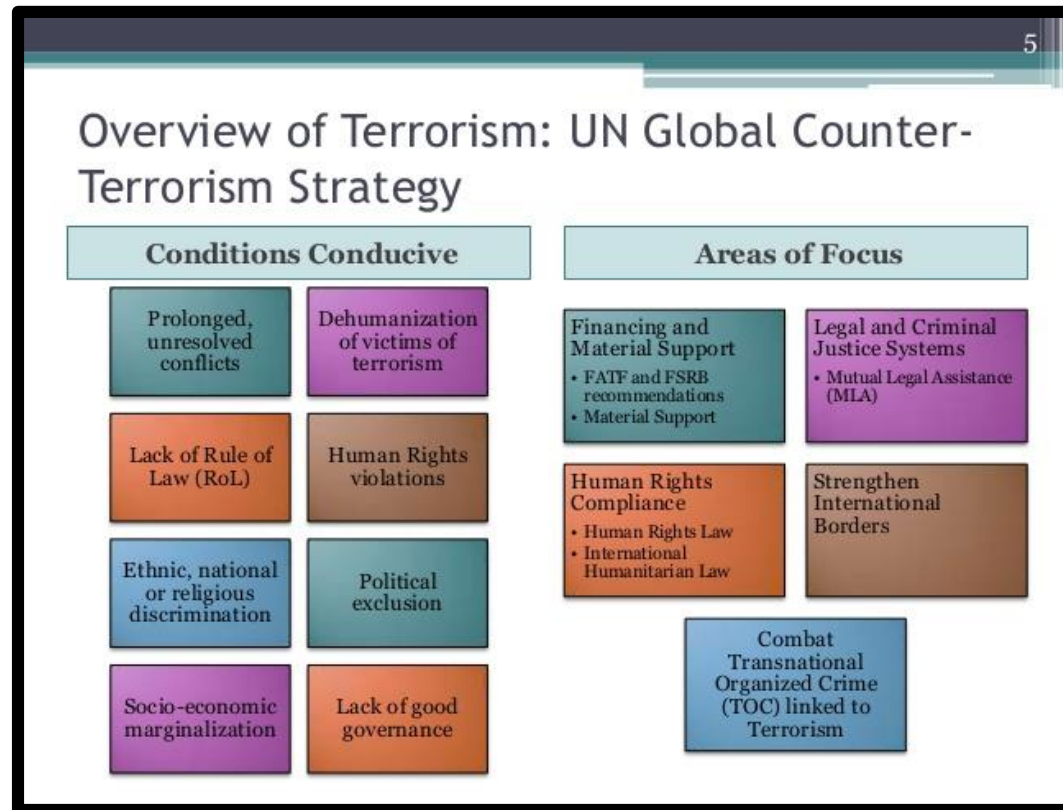 5
Overview of Terrorism: UN Global Counter-
Terrorism Strategy
Conditions Conducive
Prolonged,
unresolved
conflicts
Dehumanization
of victims of
terrorism
Lack of Rule of
Law (RoL)
Human Rights
violations
Ethnic, national
or religious
discrimination
Political
exclusion
Socio-economic
marginalization
Lack of good
governance
Areas of Focus
Financing and
Material Support
• FATF and FSRB
recommendations
• Material Support
Legal and Criminal
Justice Systems
• Mutual Legal Assistance
(MLA)
Human Rights
Compliance
• Human Rights Law
• International
Humanitarian Law
Strengthen
International
Borders
Combat
Transnational
Organized Crime
(TOC) linked to
Terrorism